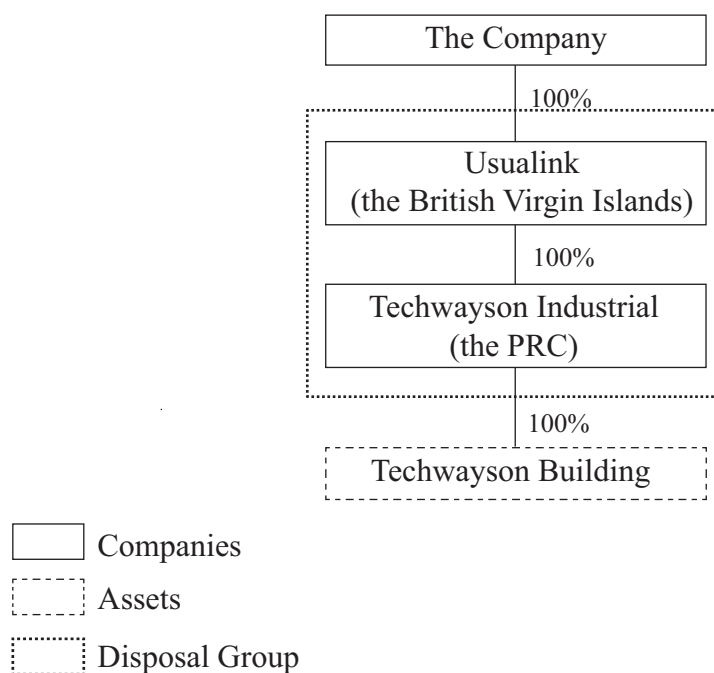 The Company
100%
Usualink
(the British Virgin Islands)
100%
Techwayson Industrial
(the PRC)
100%
Techwayson Building
Companies
Assets
Disposal Group